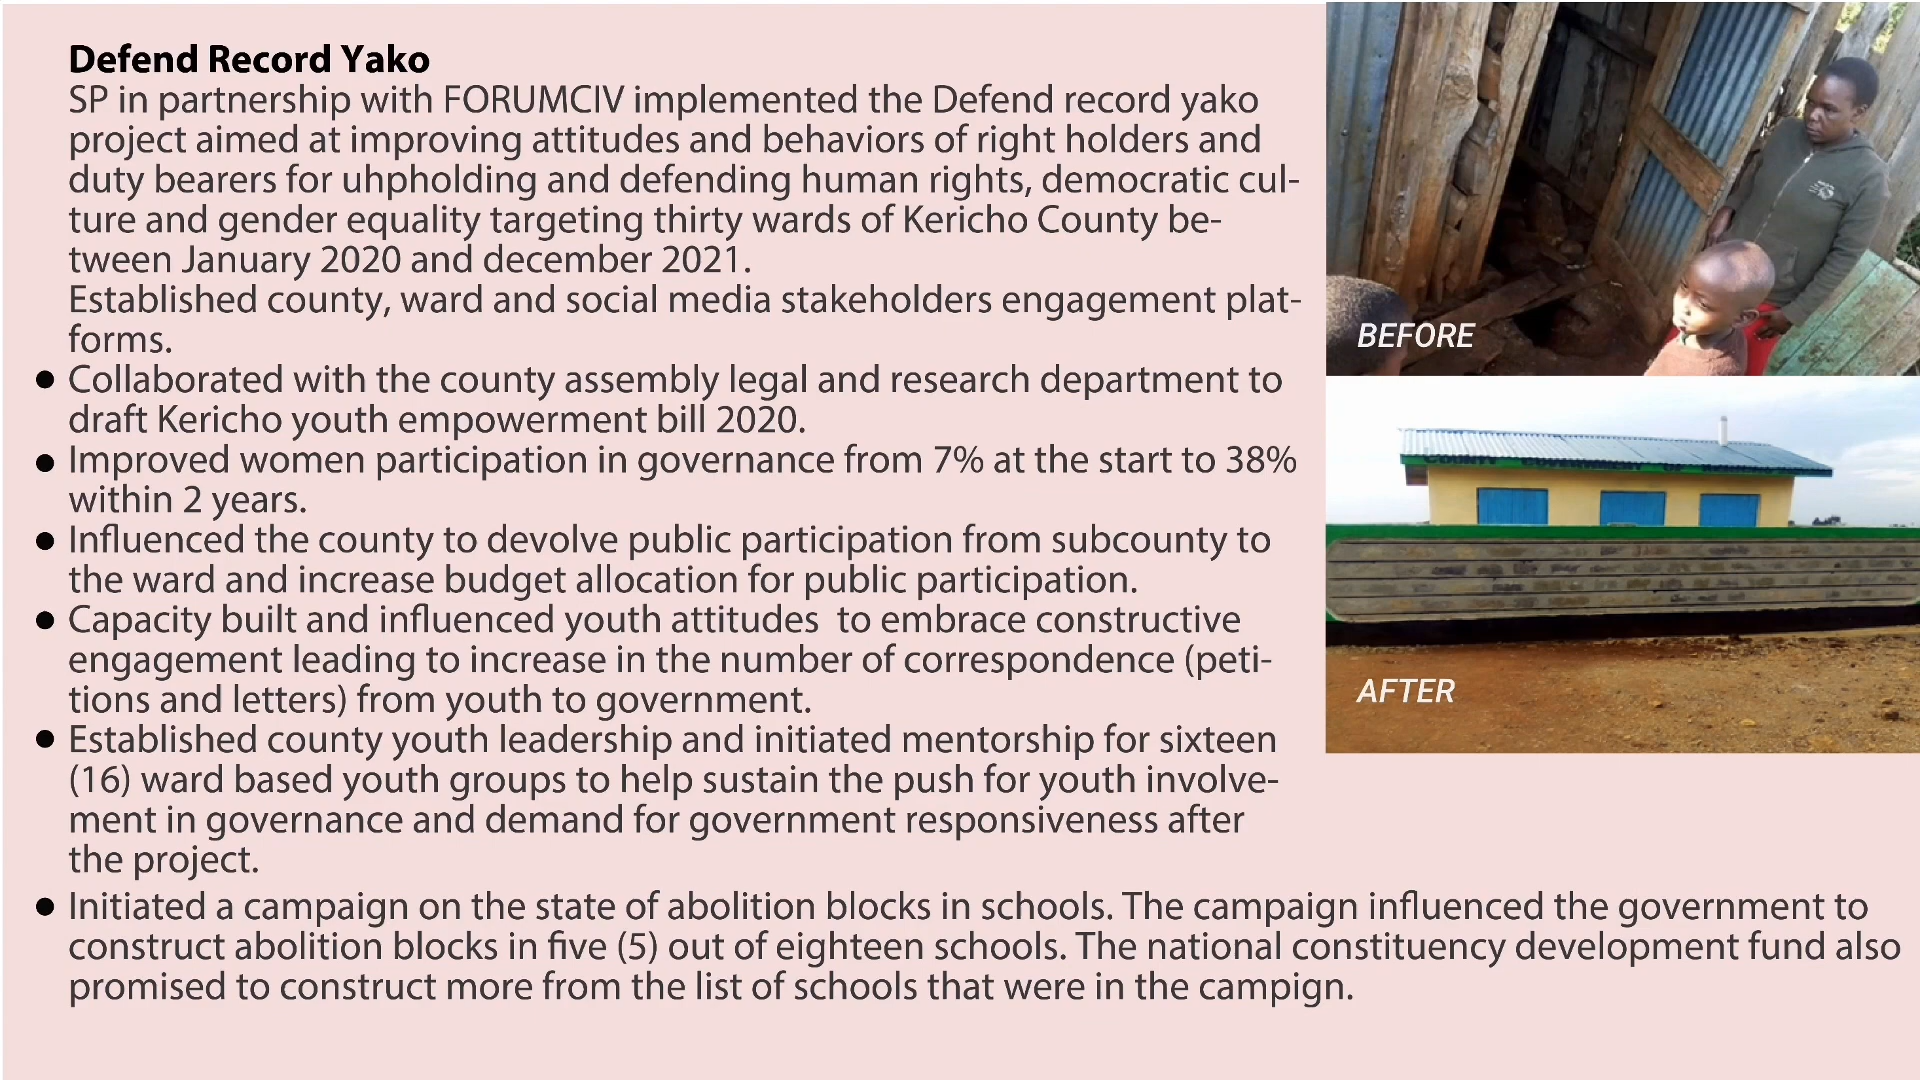 Defend Record Yako
SP in partnership with FORUMCIV implemented the Defend record yako
project aimed at improving attitudes and behaviors of right holders and
duty bearers for uhpholding and defending human rights, democratic cul-
ture and gender equality targeting thirty wards of Kericho County be-
tween January 2020 and december 2021.
Established county, ward and social media stakeholders engagement plat-
forms.
● Collaborated with the county assembly legal and research department to
draft Kericho youth empowerment bill 2020.
● Improved women participation in governance from 7% at the start to 38%
within 2 years.
● Influenced the county to devolve public participation from subcounty to
the ward and increase budget allocation for public participation.
● Capacity built and influenced youth attitudes  to embrace constructive
engagement leading to increase in the number of correspondence (peti-
tions and letters) from youth to government.
● Established county youth leadership and initiated mentorship for sixteen
(16) ward based youth groups to help sustain the push for youth involve-
ment in governance and demand for government responsiveness after
the project.
● Initiated a campaign on the state of abolition blocks in schools. The campaign influenced the government to
construct abolition blocks in five (5) out of eighteen schools. The national constituency development fund also
promised to construct more from the list of schools that were in the campign.
BEFORE
COUNTY GOVERNMENT OF
AFTER